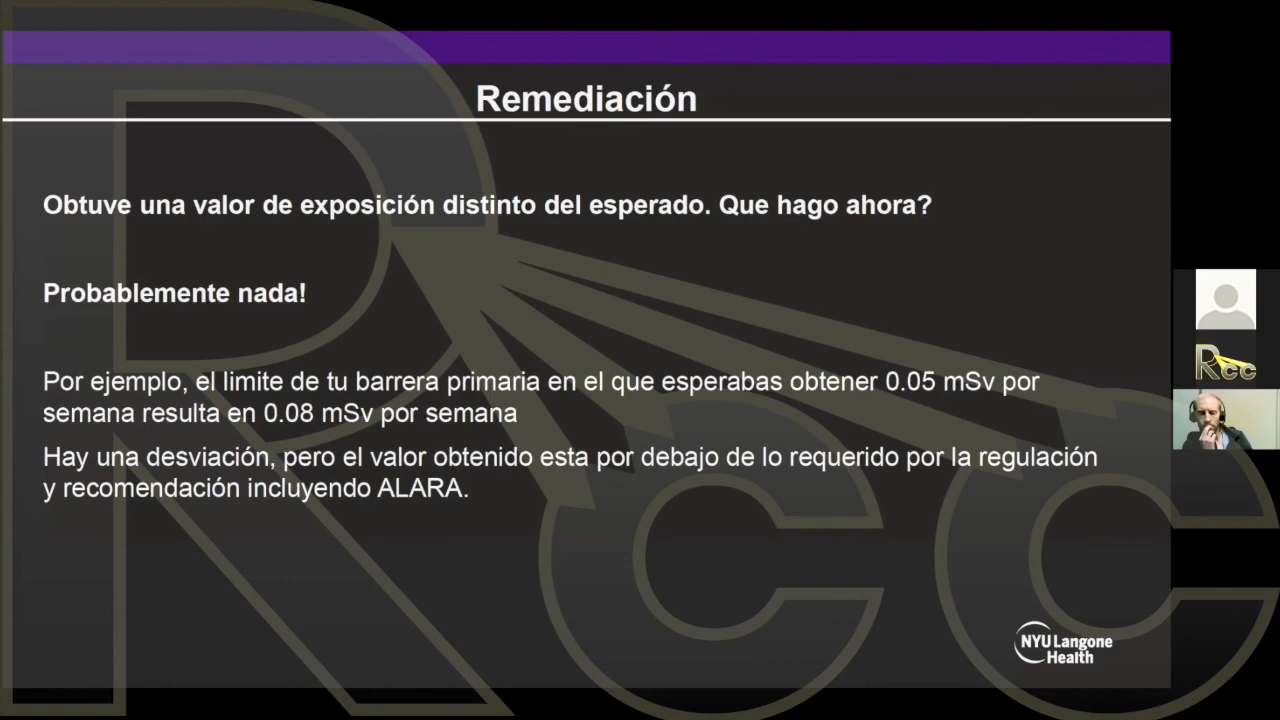 Remediación
Obtuve una valor de exposición distinto del esperado. Que hago ahora?
Probablemente nada!
Por ejemplo, el limite de tu barrera primaria en el que esperabas obtener 0.05 mSv por
semana resulta en 0.08 mSv por semana
Hay una desviación, pero el valor obtenido esta por debajo de lo requerido por la regulación
y recomendación incluyendo ALARA.
NYU Langone
Health
Rcc
Rcc